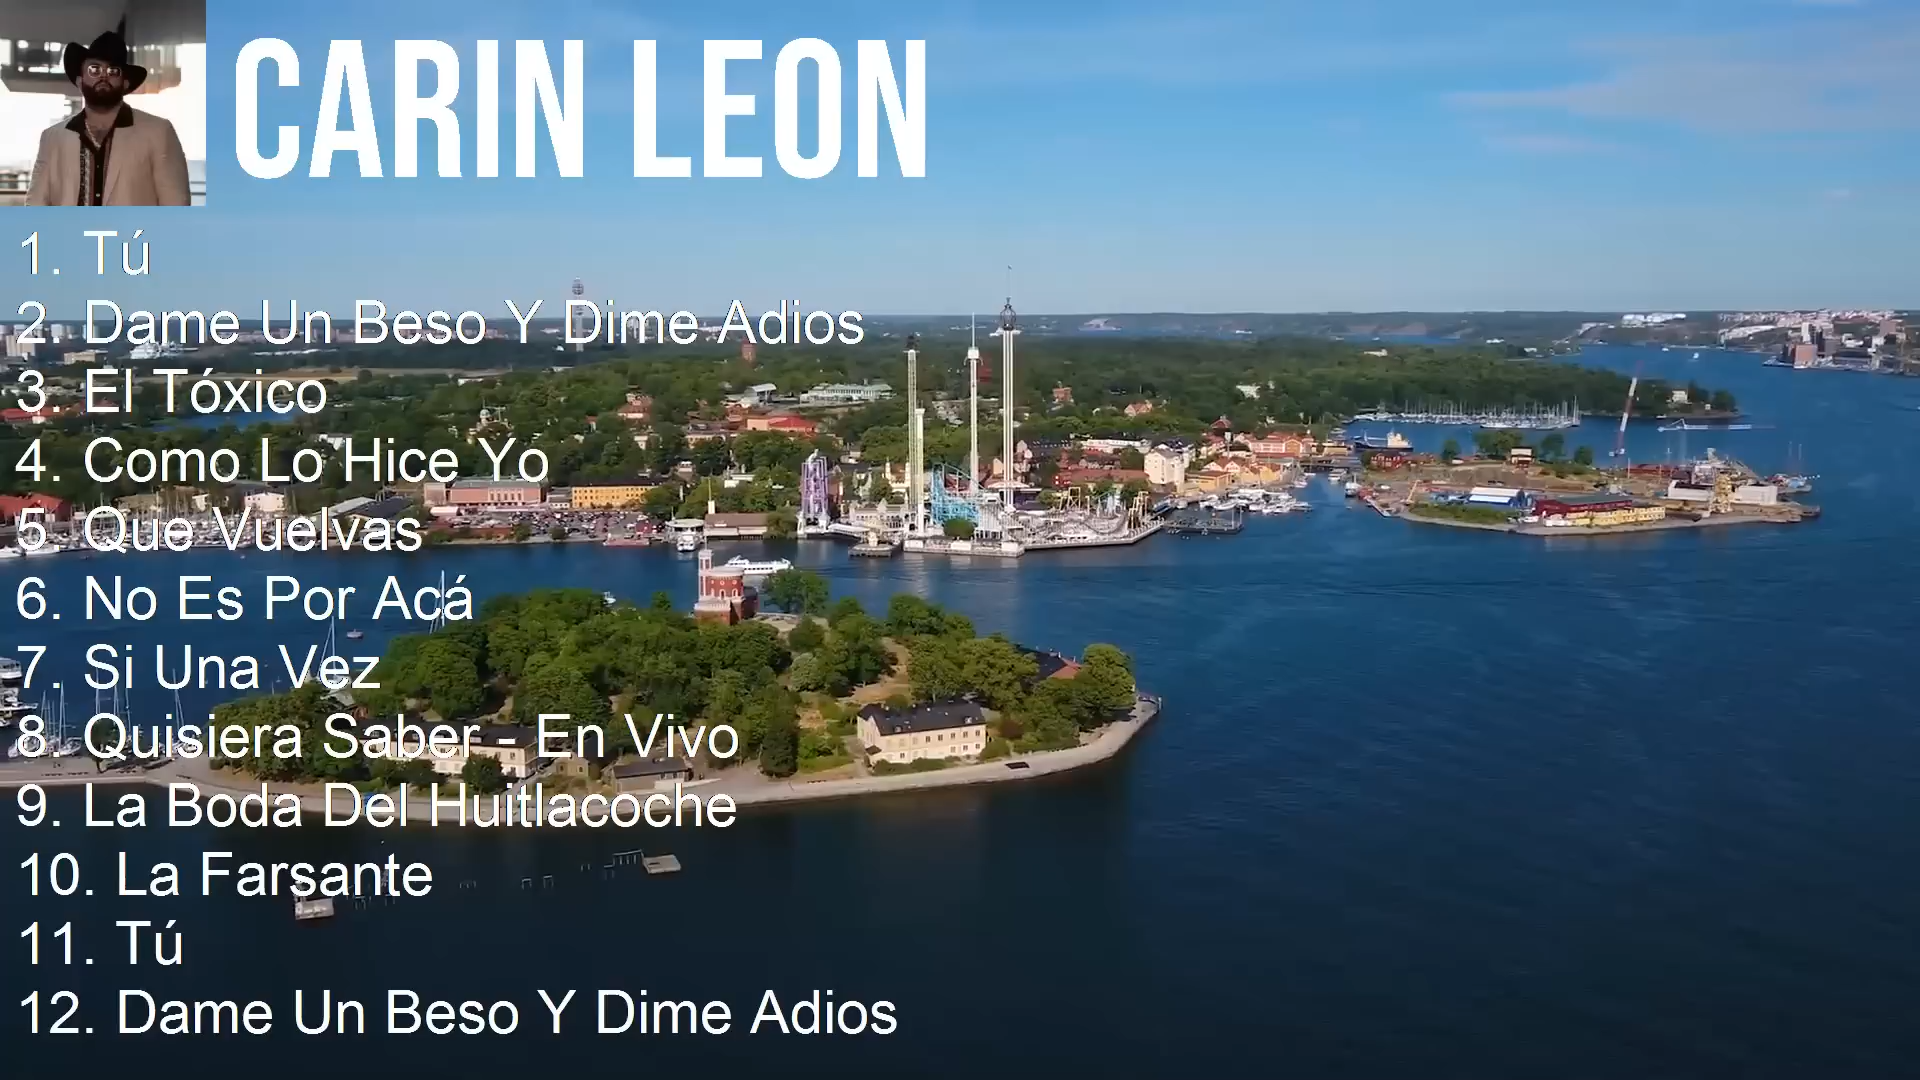 CARIN LEON
1. Tú
2. Dame Un Beso Y Dime Adios
3. El Tóxico
4. Como Lo Hice Yo
5. Que Vuelvas
6. No Es Por Acá
7. Si Una Vez
8. Quisiera Saber - En Vivo
9. La Boda Del Huitlacoche
10. La Farsante
11. Tú
12. Dame Un Beso Y Dime Adios